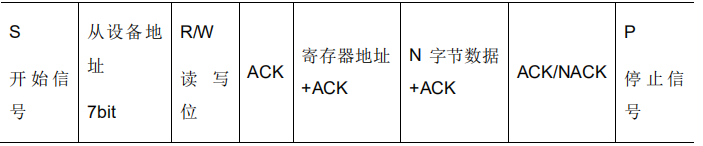 S
开始信
号
从设备地
址
7bit
R/W
读 写
位
ACK
寄存器地址
+ACK
N 字节数据
+ACK
ACK/NACK
P
停止信
号